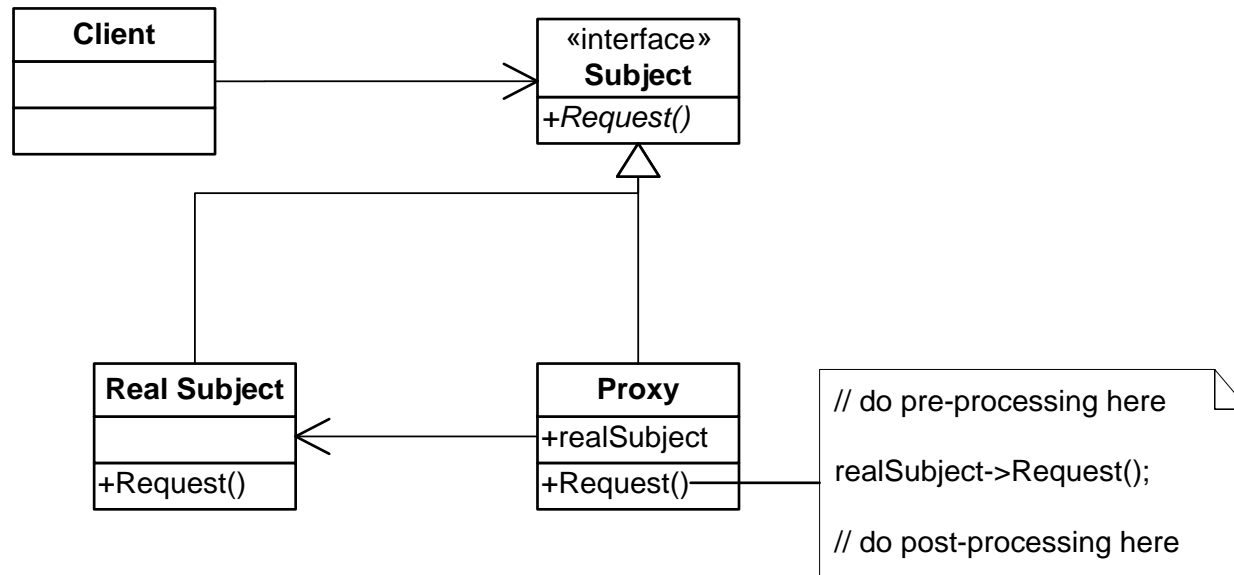 Client
«interface»
Subject
+Request()
Real Subject
+Request()
Proxy
+realSubject
+Request()
// do pre-processing here
realSubject->Request();
// do post-processing here